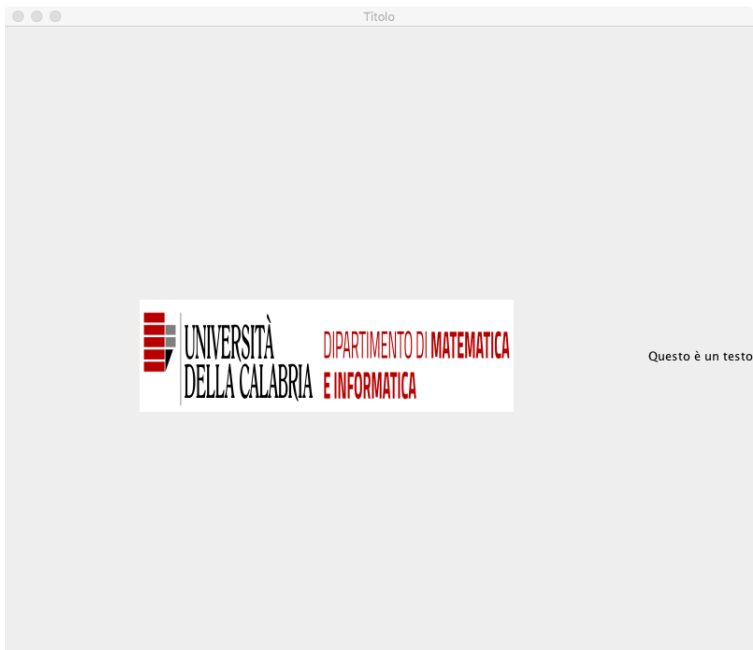 Titolo
UNIVERSITÀ
DELLA CALABRIA
DIPARTIMENTO DI MATEMATICA
E INFORMATICA
Questo è un testo